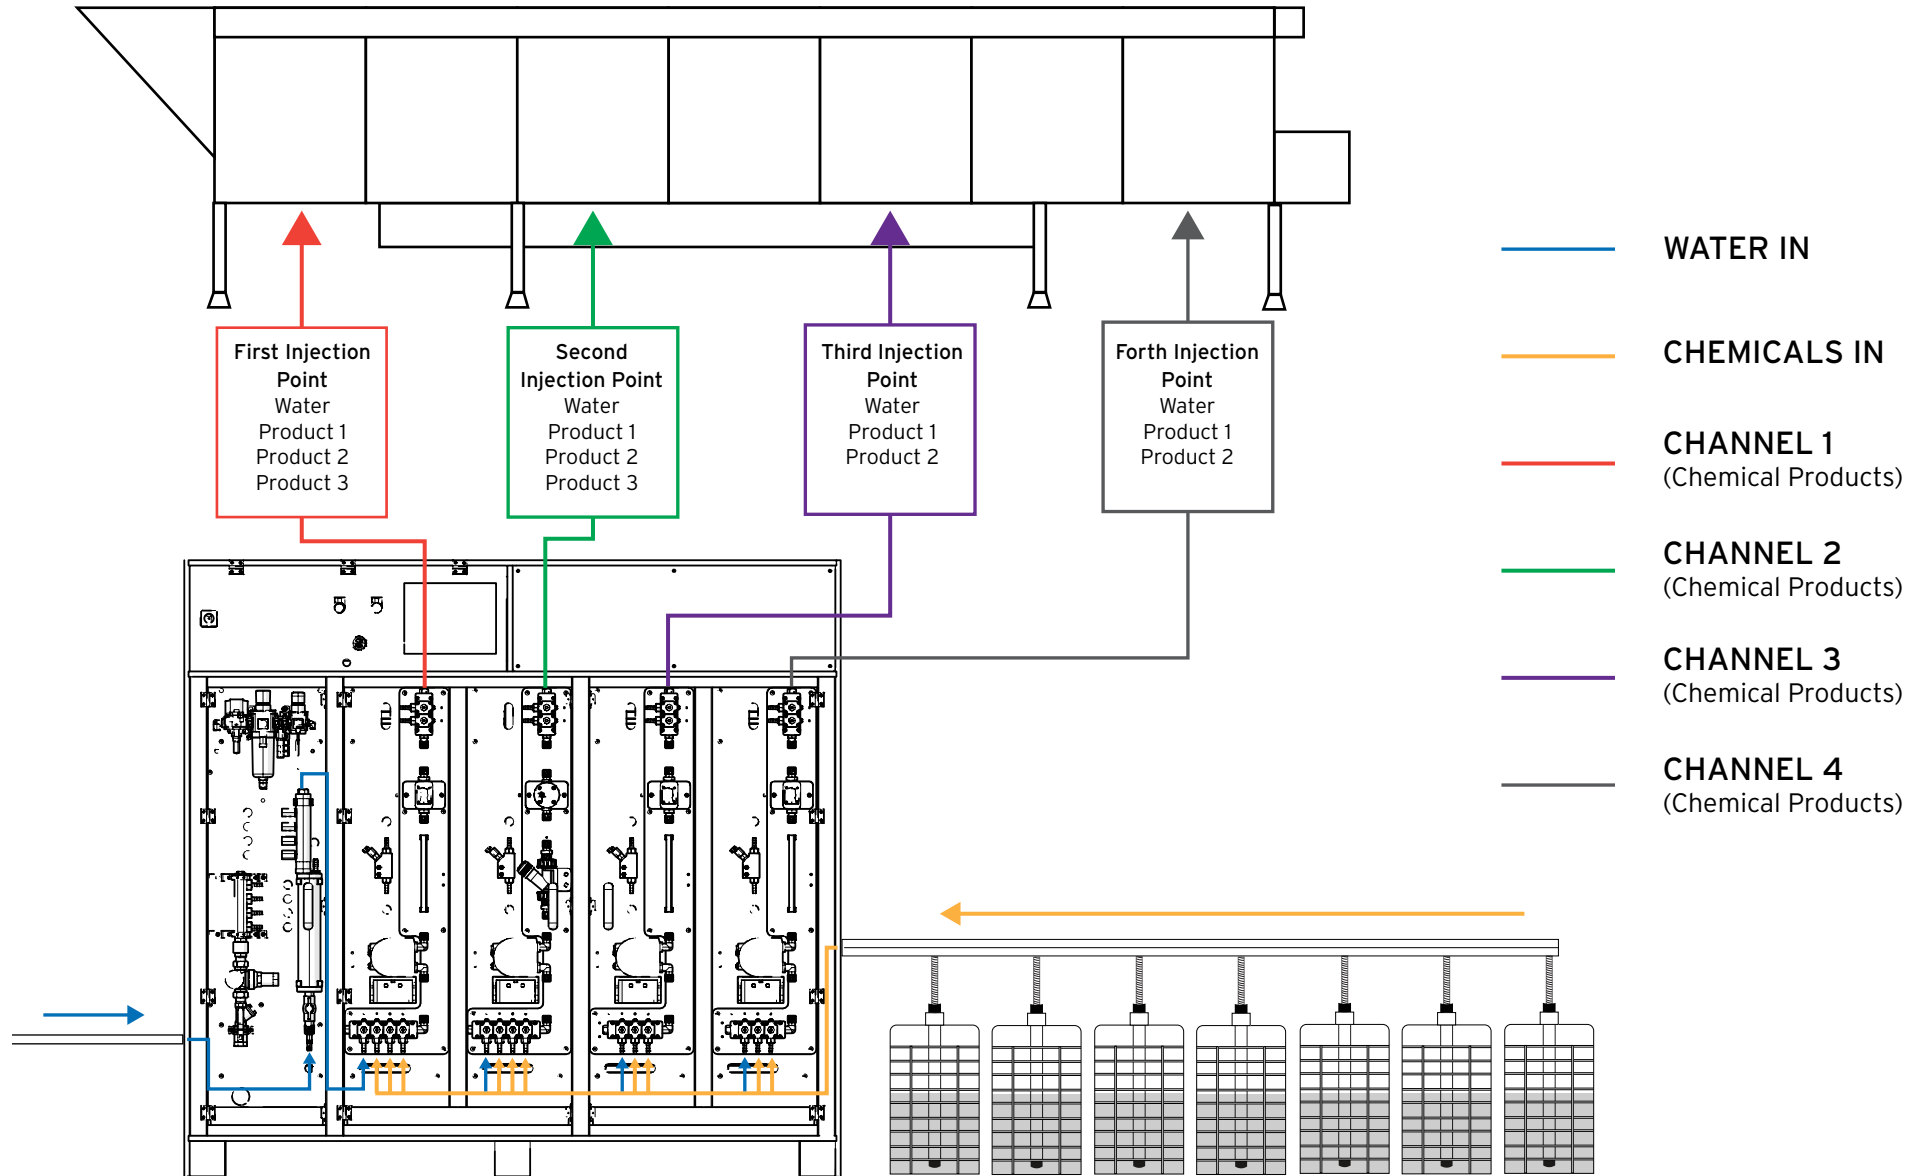 First Injection
Point
Water
Product 1
Product 2
Product 3
Second
Injection Point
Water
Product 1
Product 2
Product 3
Third Injection
Point
Water
Product 1
Product 2
Forth Injection
Point
Water
Product 1
Product 2
WATER IN
CHEMICALS IN
CHANNEL 1
(Chemical Products)
CHANNEL 2
(Chemical Products)
CHANNEL 3
(Chemical Products)
CHANNEL 4
(Chemical Products)